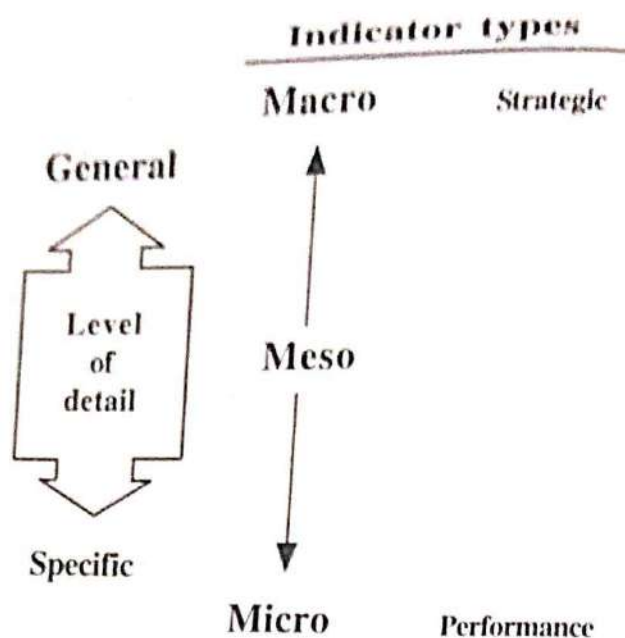 Indicator types
Macro Strategic
General
Level
of
detail
Meso
Specific
Micro Performance